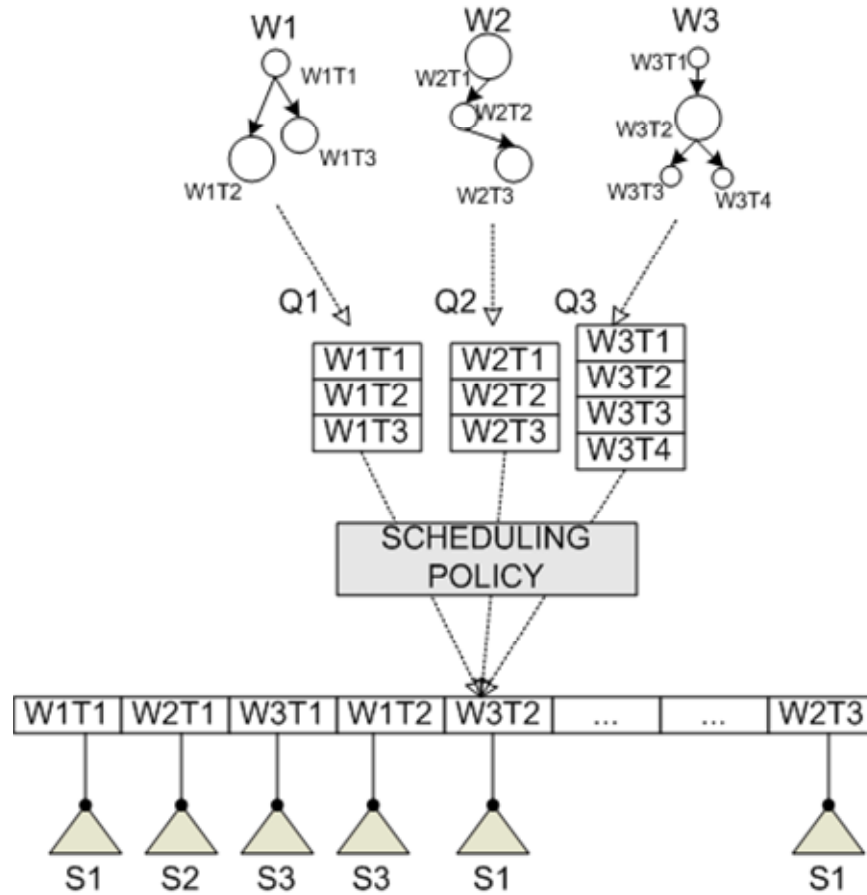 W1
W2
W3
W1T1
W1T2
W1T3
W2T1
W2T2
W2T3
W3T1
W3T2
W3T3
W3T4
Q1
Q2
Q3
W1T1
W1T2
W1T3
W2T1
W2T2
W2T3
W3T1
W3T2
W3T3
W3T4
SCHEDULING
POLICY
W1T1 W2T1 W3T1 W1T2 W3T2 ... ... W2T3
S1 S2 S3 S3 S1 S1